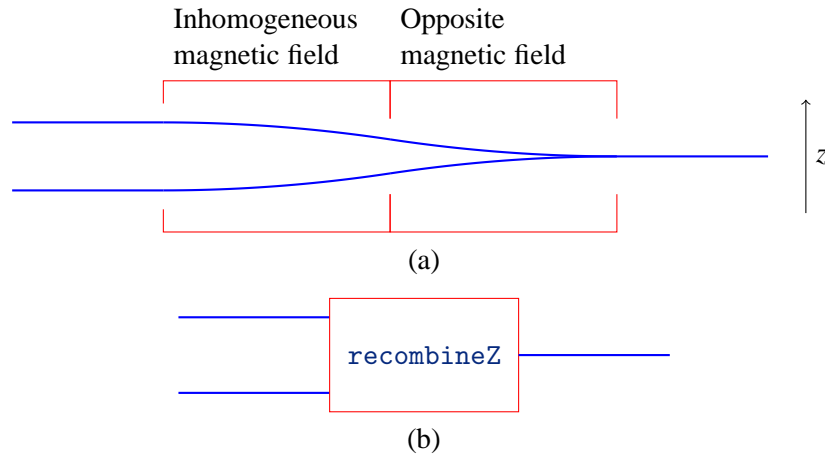 Inhomogeneous
magnetic field
Opposite
magnetic field
z
(a)
recombineZ
(b)